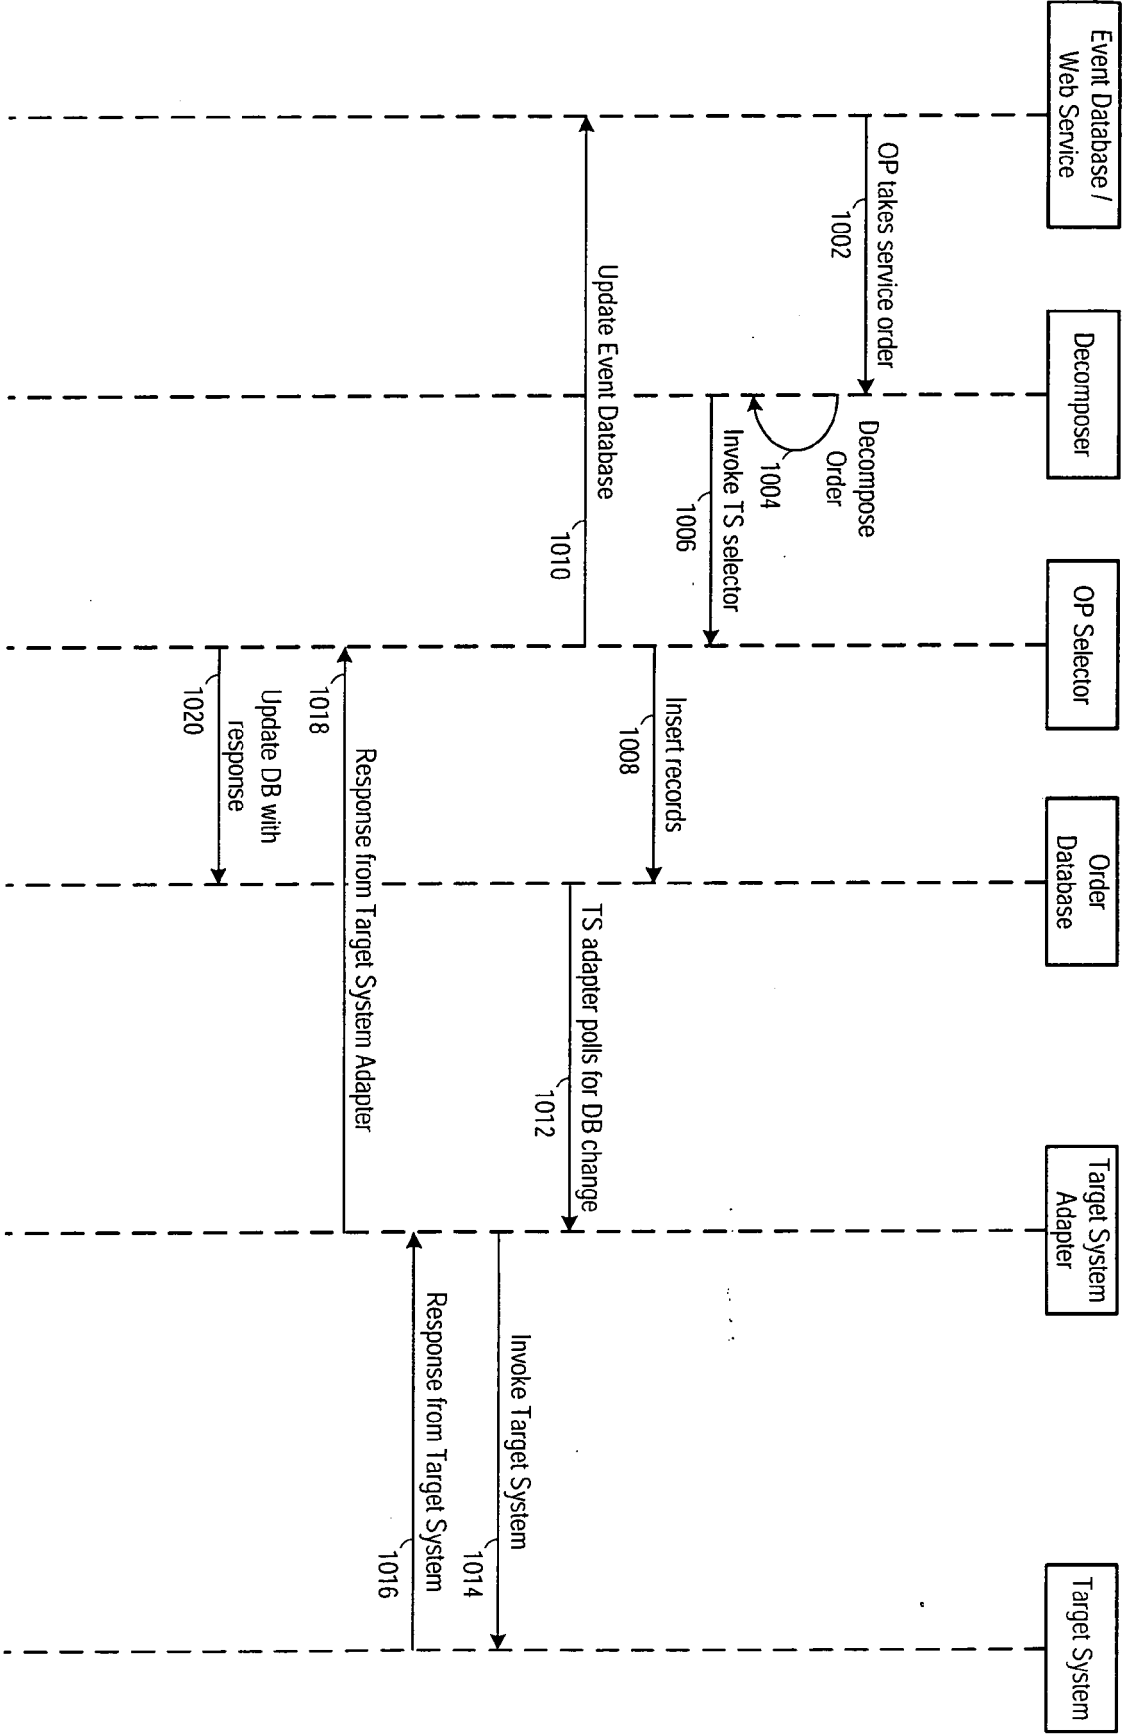 Event Database /
Web Service
Decomposer
OP Selector
Order
Database
Target System
Adapter
Target System
OP takes service order
1002
Decompose
Order
1004
Invoke TS selector
1006
Insert records
1008
Update Event Database
1010
TS adapter polls for DB change
1012
Invoke Target System
1014
Response from Target System
1016
Response from Target System Adapter
1018
Update DB with
response
1020